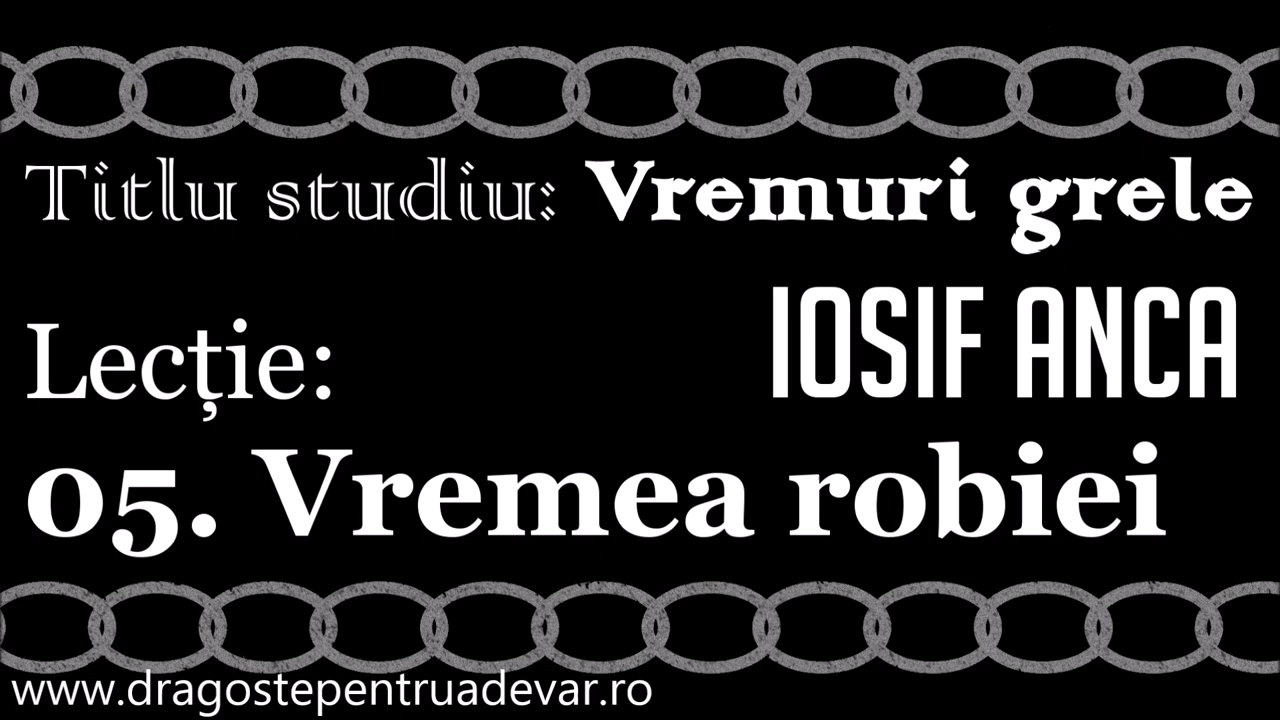 Titlu studiu: Vremuri grele
IOSIF ANCA
Lecție:
05. Vremea robiei
www.dragostepentruadevar.ro